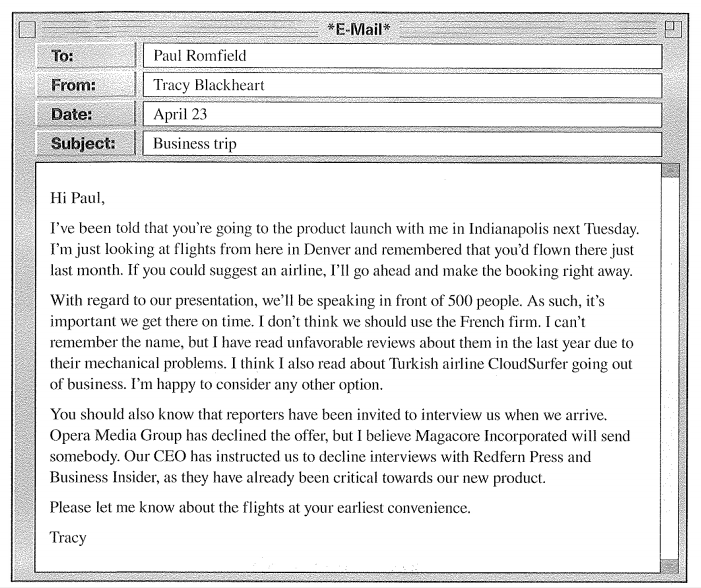 *E-Mail*
To: Paul Romfield
From: Tracy Blackheart
Date: April 23
Subject: Business trip
Hi Paul,
I've been told that you're going to the product launch with me in Indianapolis next Tuesday.
I'm just looking at flights from here in Denver and remembered that you'd flown there just
last month. If you could suggest an airline, I'll go ahead and make the booking right away.
With regard to our presentation, we'll be speaking in front of 500 people. As such, it's
important we get there on time. I don't think we should use the French firm. I can't
remember the name, but I have read unfavorable reviews about them in the last year due to
their mechanical problems. I think I also read about Turkish airline CloudSurfer going out
of business. I'm happy to consider any other option.
You should also know that reporters have been invited to interview us when we arrive.
Opera Media Group has declined the offer, but I believe Magacore Incorporated will send
somebody. Our CEO has instructed us to decline interviews with Redfern Press and
Business Insider, as they have already been critical towards our new product.
Please let me know about the flights at your earliest convenience.
Tracy